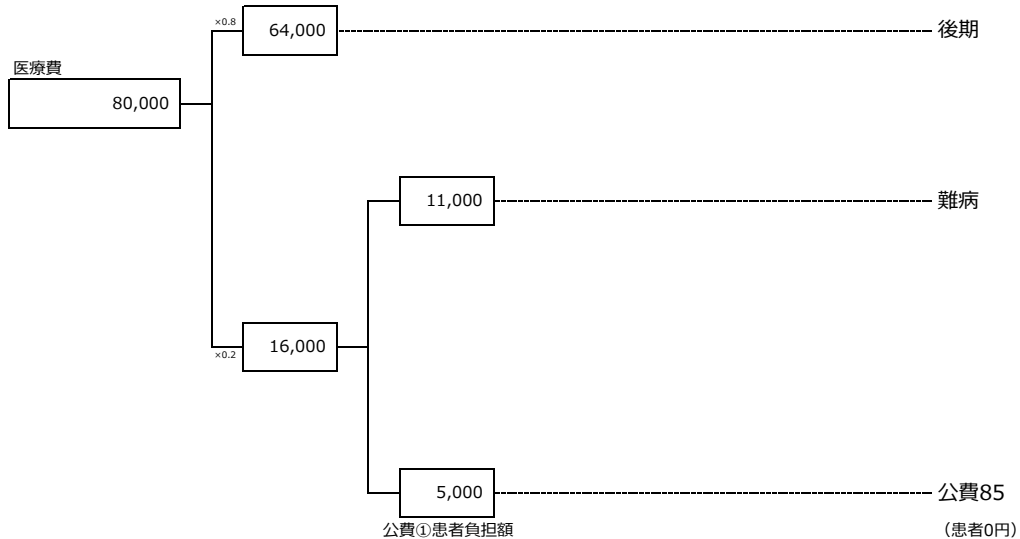 ×0.8
64,000
後期
医療費
80,000
11,000
難病
×0.2
16,000
5,000
公費85
公費①患者負担額
（患者0円）